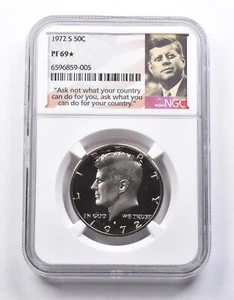 1972 S 50C
PF 69★
6596859-005
"Ask not what your country
can do for you, ask what you
can do for your country."
NGC
LIBERTY
IN GOD WE TRUST
1972